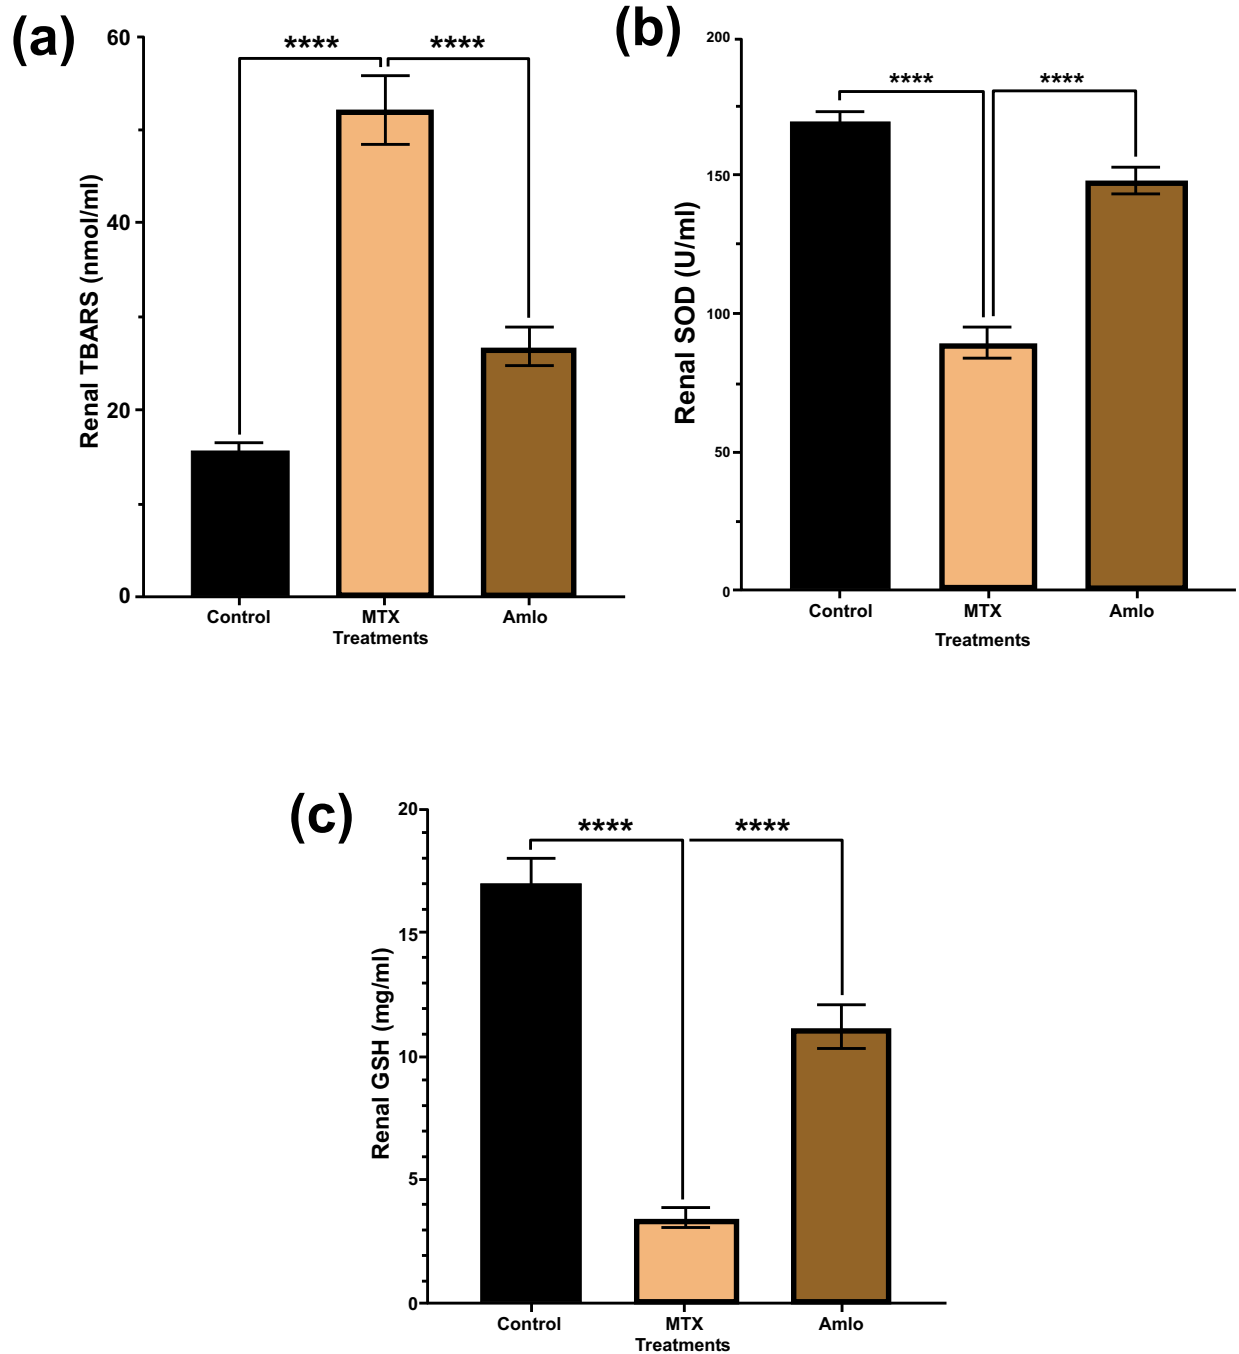 (a)
60
40
20
0
Renal TBARS (nmol/ml)
**** ****
Control MTX Amlo
Treatments
(b)
200
150
100
50
0
Renal SOD (U/ml)
**** ****
Control MTX Amlo
Treatments
(c)
20
15
10
5
0
Renal GSH (mg/ml)
**** ****
Control MTX Amlo
Treatments